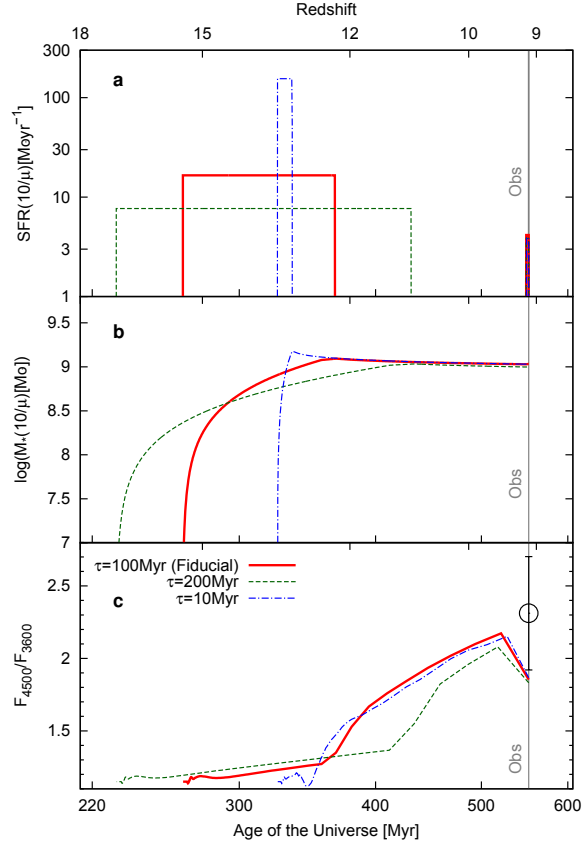 Redshift
18 15 12 10 9
a
300
100
30
10
3
1
SFR(10/μ)[Moyr⁻¹]
Obs
b
9.5
9
8.5
8
7.5
7
log(M*(10/μ)[Mo])
Obs
τ=100Myr (Fiducial)
τ=200Myr
τ=10Myr
c
2.5
2
1.5
1
F4500/F3600
Obs
220 300 400 500 600
Age of the Universe [Myr]